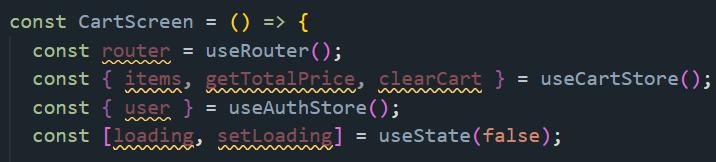 const CartScreen = () => {
const router = useRouter();
const { items, getTotalPrice, clearCart } = useCartStore();
const { user } = useAuthStore();
const [loading, setLoading] = useState(false);